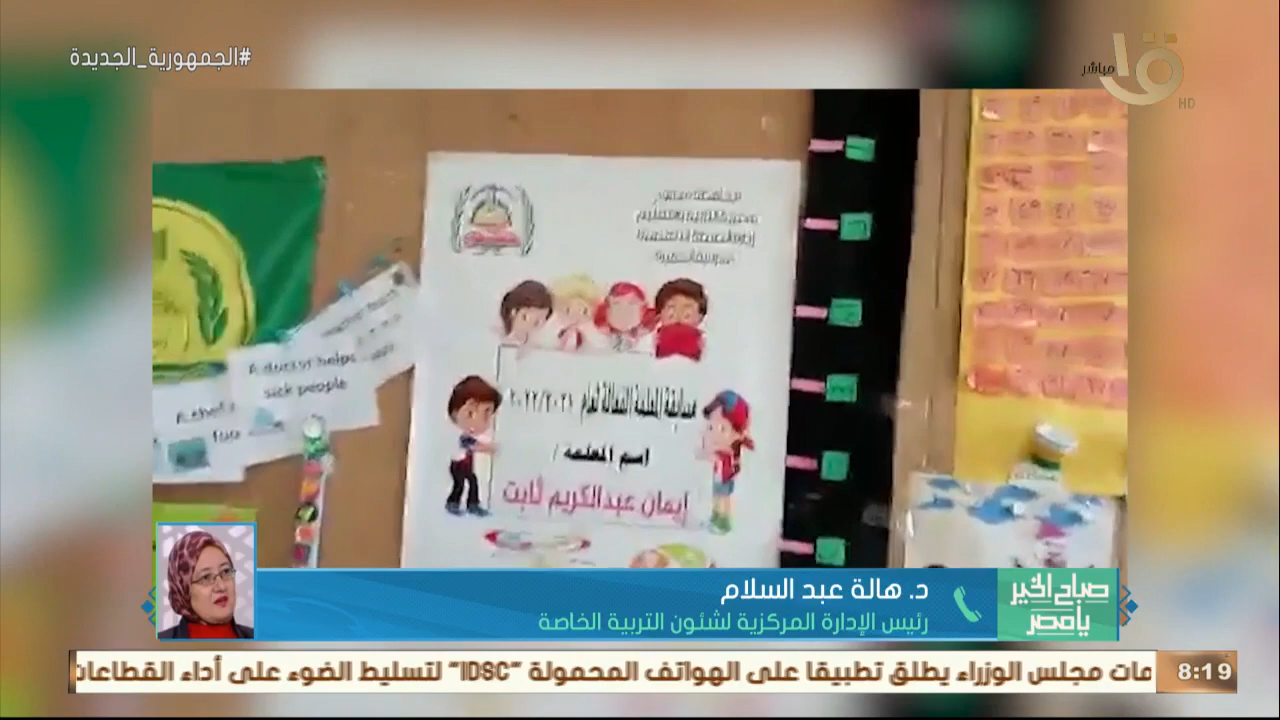 #الجمهورية_الجديدة
مباشر
HD
مسابقة المعلمة الفعالة لعام ٢٠٢٢/٢٠٢١
اسم المعلمة /
إيمان عبدالكريم ثابت
A doctor helps
sick people
A chef
د. هالة عبد السلام
رئيس الإدارة المركزية لشئون التربية الخاصة
صباح الخير
يا مصر
مات مجلس الوزراء يطلق تطبيقا على الهواتف المحمولة "IDSC" لتسليط الضوء على أداء القطاعات
8:19